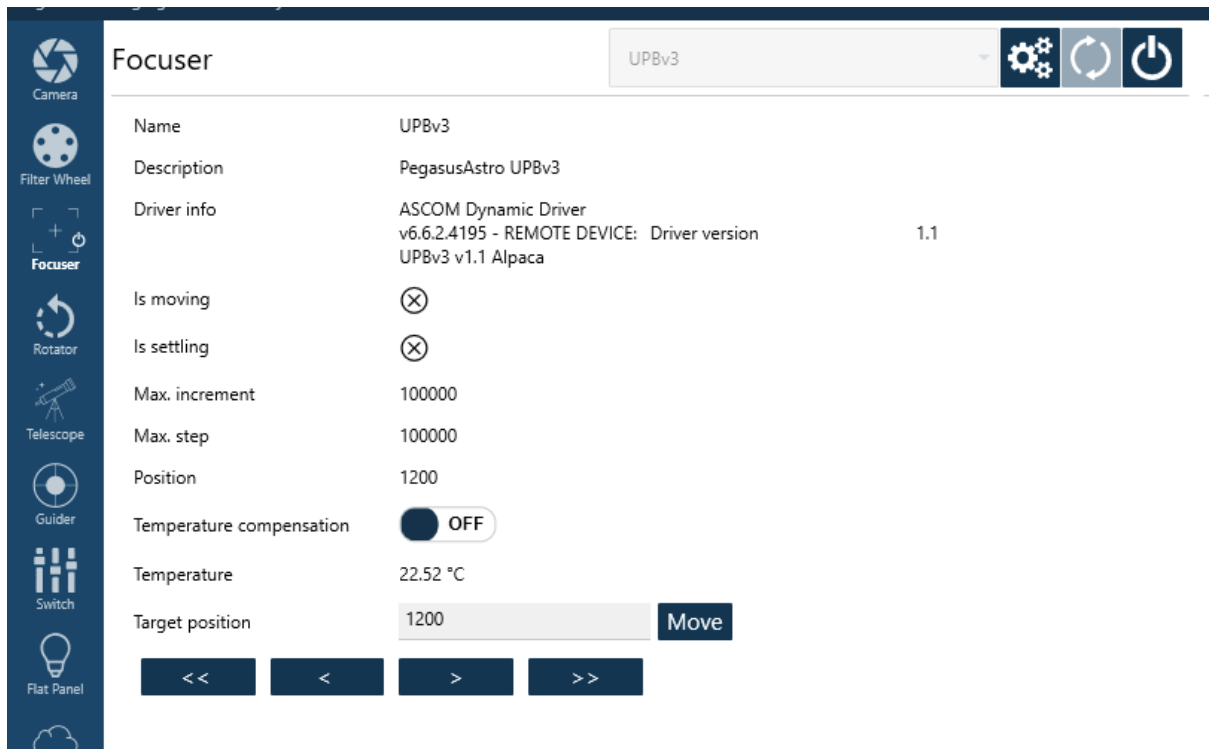 Camera
Filter Wheel
Focuser
Rotator
Telescope
Guider
Switch
Flat Panel
Focuser UPBv3
Name UPBv3
Description PegasusAstro UPBv3
Driver info ASCOM Dynamic Driver
v6.6.2.4195 - REMOTE DEVICE: Driver version 1.1
UPBv3 v1.1 Alpaca
Is moving
Is settling
Max. increment 100000
Max. step 100000
Position 1200
Temperature compensation OFF
Temperature 22.52 °C
Target position 1200 Move
<< < > >>